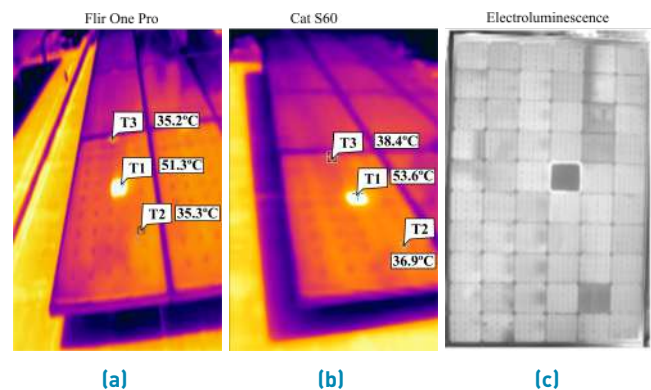 Flir One Pro
Cat S60
Electroluminescence
T3 35.2ºC
T1 51.3ºC
T2 35.3ºC
T3 38.4ºC
T1 53.6ºC
T2
36.9ºC
(a)
(b)
(c)